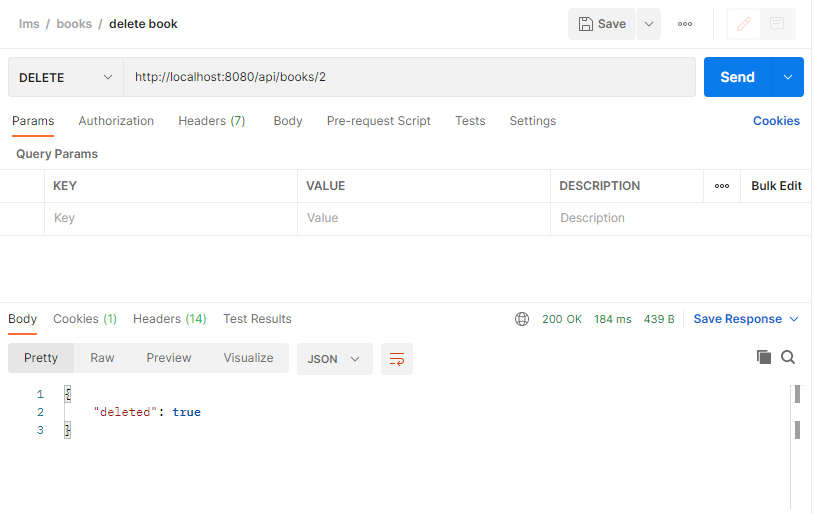 lms / books / delete book
Save
DELETE
http://localhost:8080/api/books/2
Send
Params Authorization Headers (7) Body Pre-request Script Tests Settings Cookies
Query Params
KEY VALUE DESCRIPTION Bulk Edit
Key Value Description
Body Cookies (1) Headers (14) Test Results 200 OK 184 ms 439 B Save Response
Pretty Raw Preview Visualize JSON
1 {
2 "deleted": true
3 }